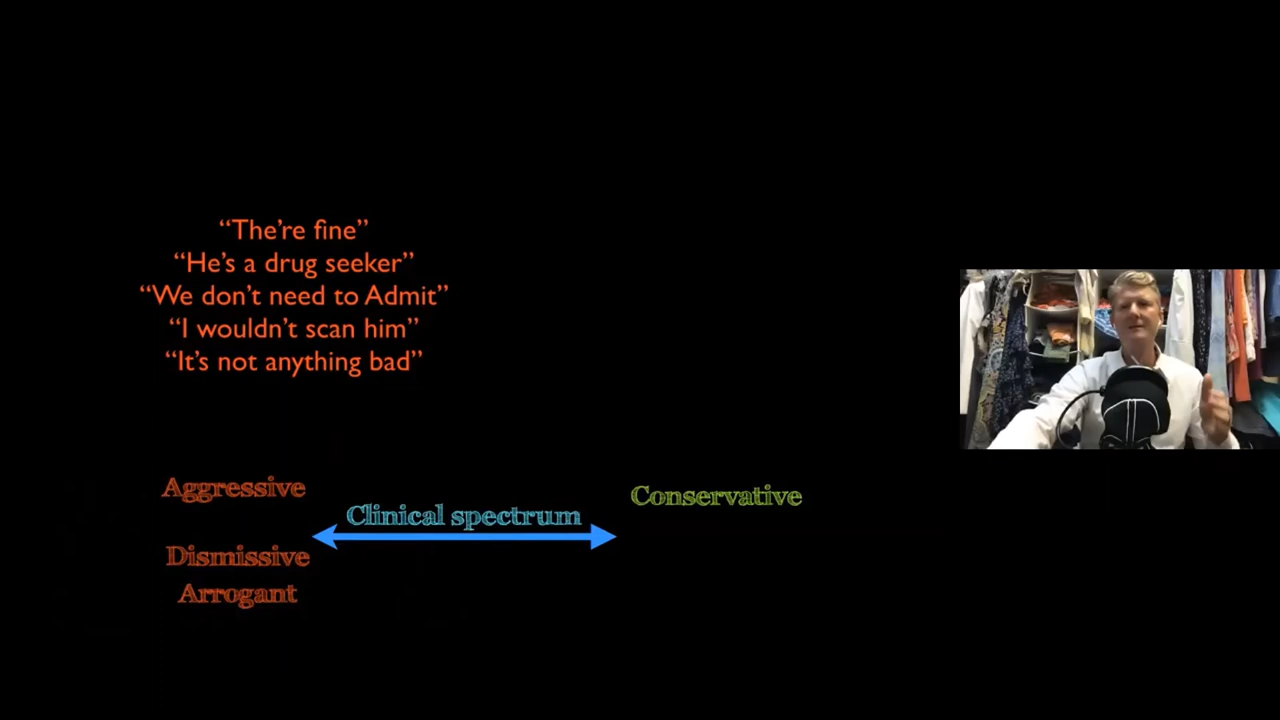 “The’re fine”
“He’s a drug seeker”
“We don’t need to Admit”
“I wouldn’t scan him”
“It’s not anything bad”
Aggressive
Clinical spectrum
Conservative
Dismissive
Arrogant